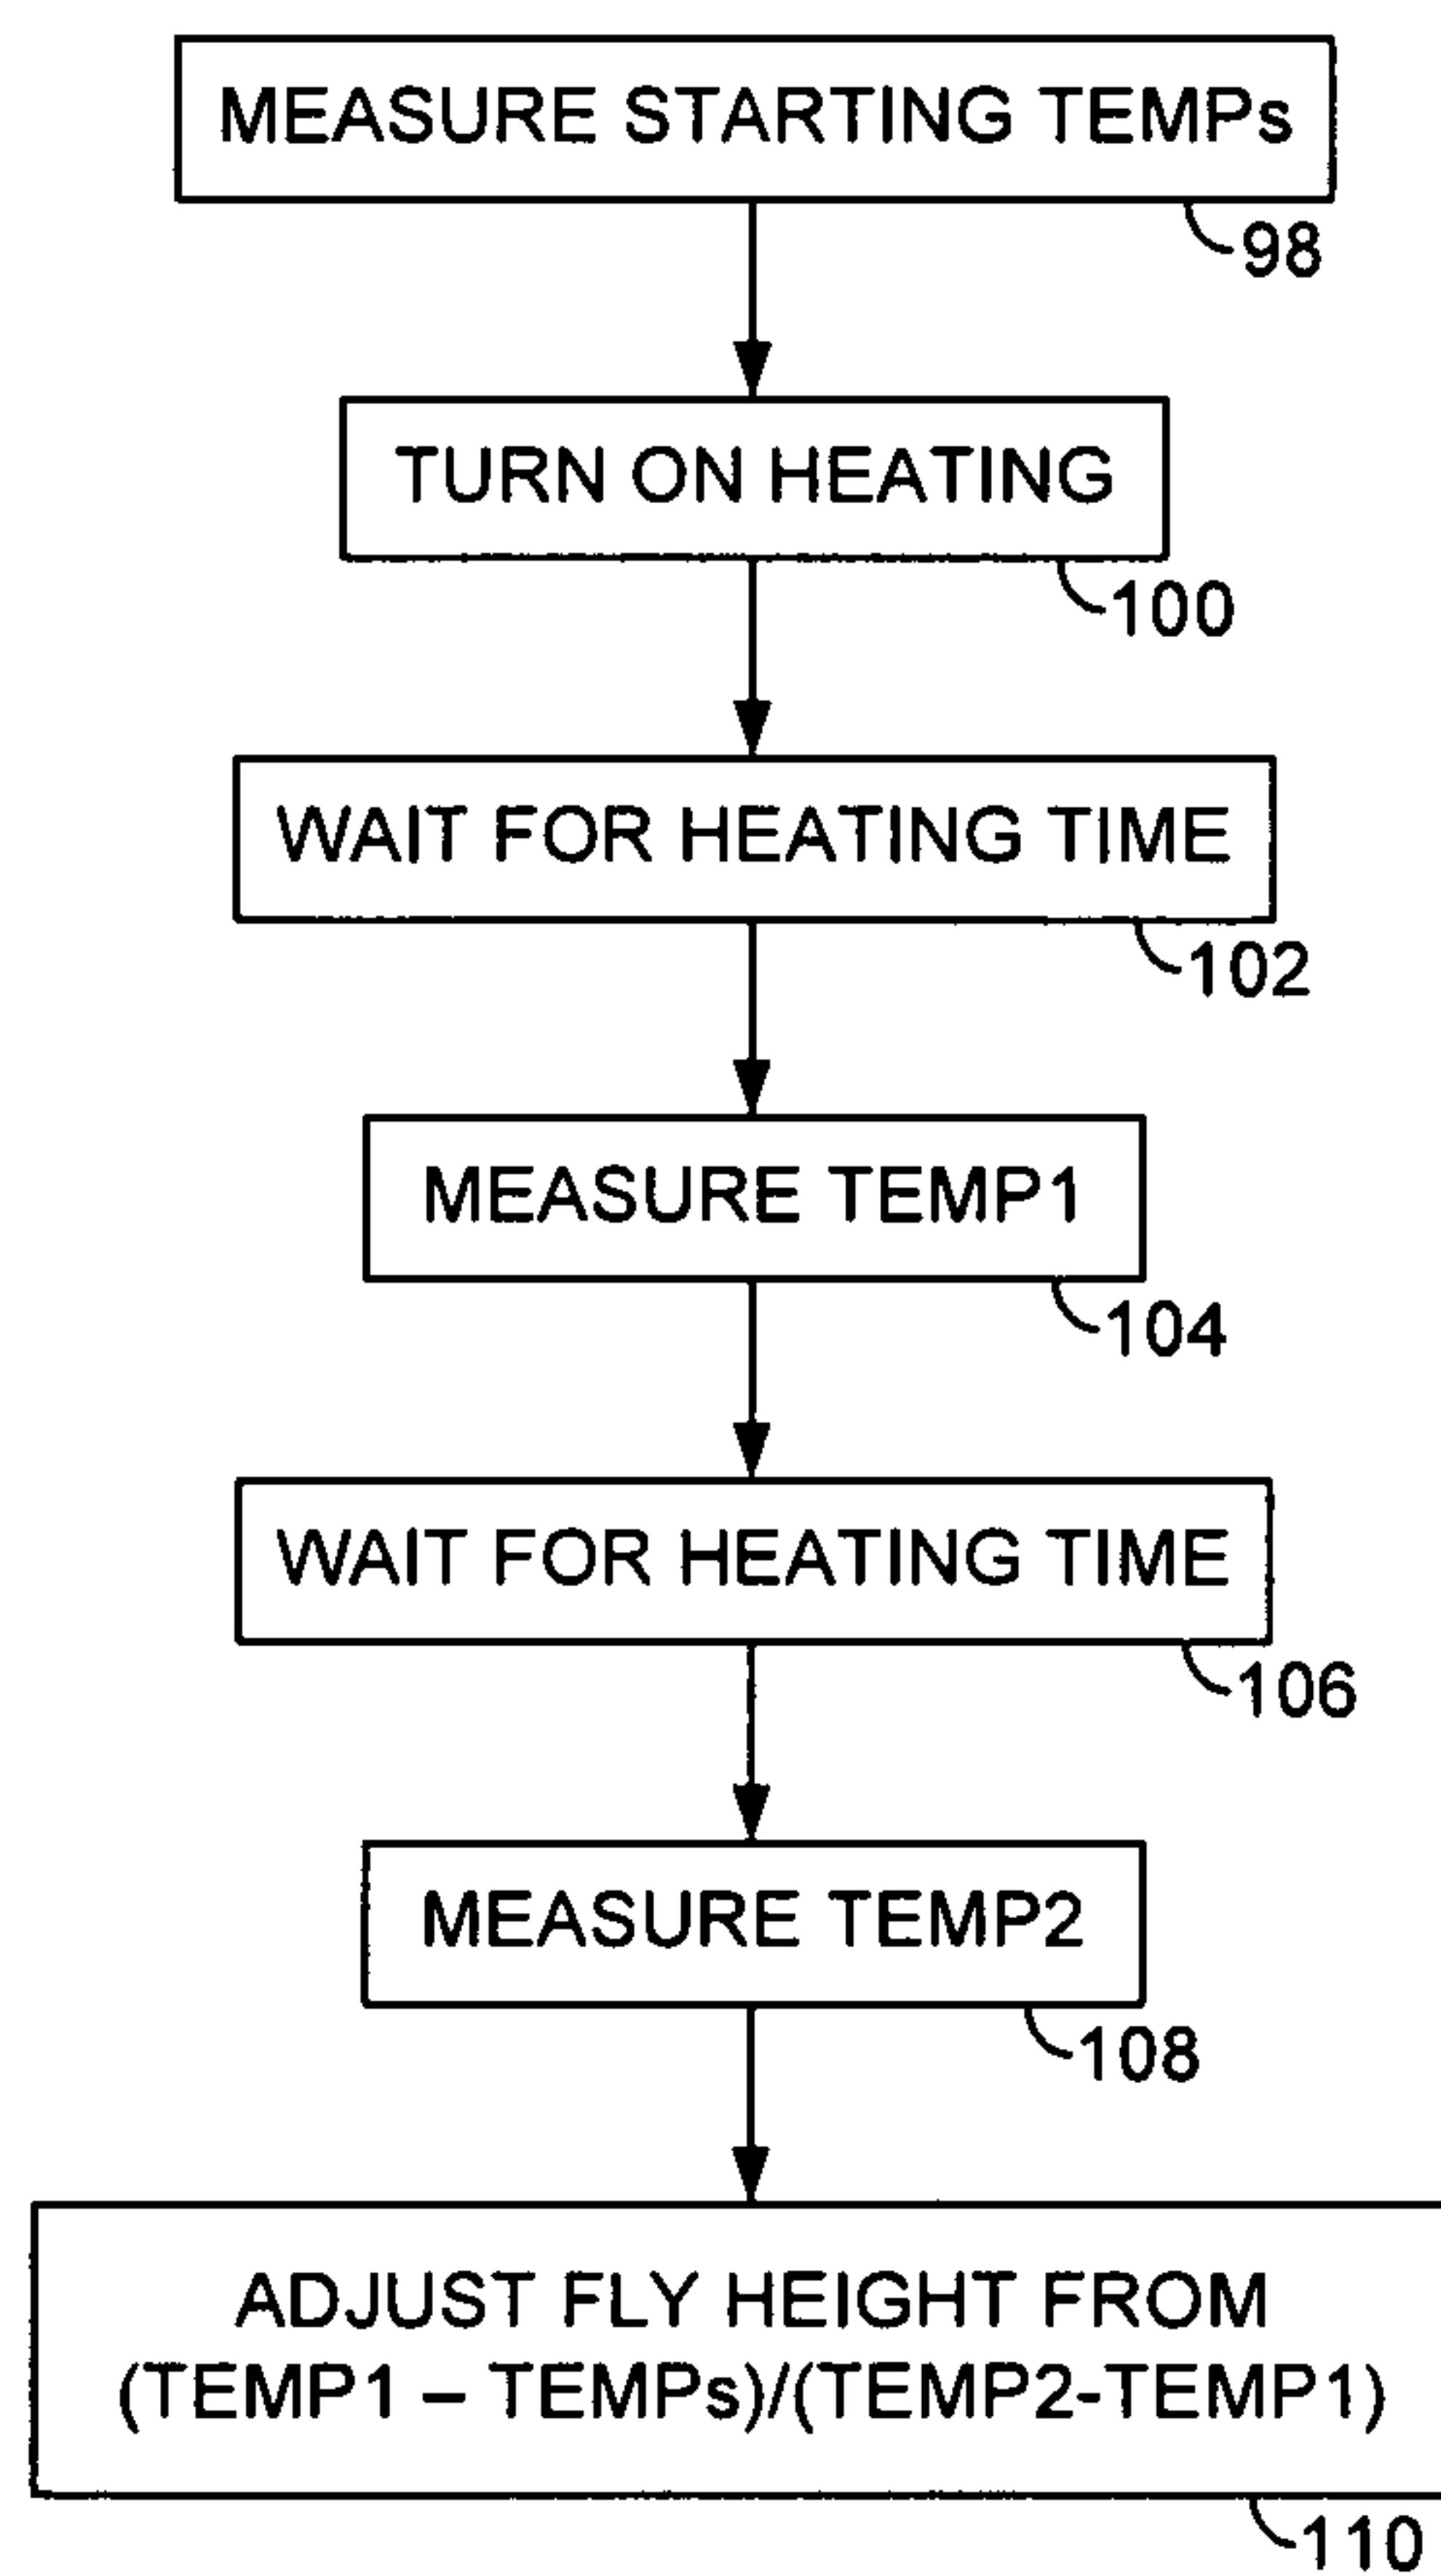 MEASURE STARTING TEMPs
98
TURN ON HEATING
100
WAIT FOR HEATING TIME
102
MEASURE TEMP1
104
WAIT FOR HEATING TIME
106
MEASURE TEMP2
108
ADJUST FLY HEIGHT FROM
(TEMP1 – TEMPs)/(TEMP2-TEMP1)
110